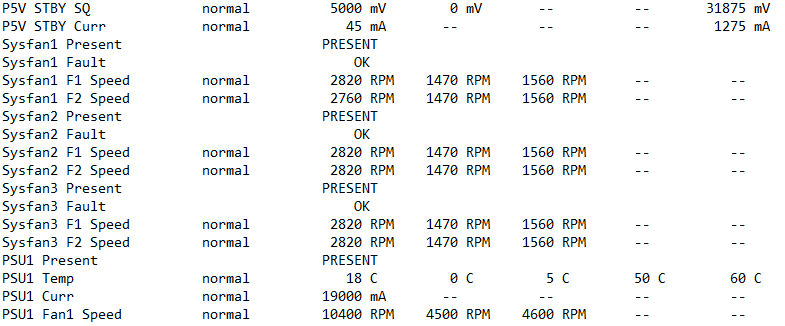 P5V STBY SQ normal 5000 mV 0 mV -- -- 31875 mV
P5V STBY Curr normal 45 mA -- -- -- 1275 mA
Sysfan1 Present PRESENT
Sysfan1 Fault OK
Sysfan1 F1 Speed normal 2820 RPM 1470 RPM 1560 RPM -- --
Sysfan1 F2 Speed normal 2760 RPM 1470 RPM 1560 RPM -- --
Sysfan2 Present PRESENT
Sysfan2 Fault OK
Sysfan2 F1 Speed normal 2820 RPM 1470 RPM 1560 RPM -- --
Sysfan2 F2 Speed normal 2820 RPM 1470 RPM 1560 RPM -- --
Sysfan3 Present PRESENT
Sysfan3 Fault OK
Sysfan3 F1 Speed normal 2820 RPM 1470 RPM 1560 RPM -- --
Sysfan3 F2 Speed normal 2820 RPM 1470 RPM 1560 RPM -- --
PSU1 Present PRESENT
PSU1 Temp normal 18 C 0 C 5 C 50 C 60 C
PSU1 Curr normal 19000 mA -- -- -- --
PSU1 Fan1 Speed normal 10400 RPM 4500 RPM 4600 RPM -- --